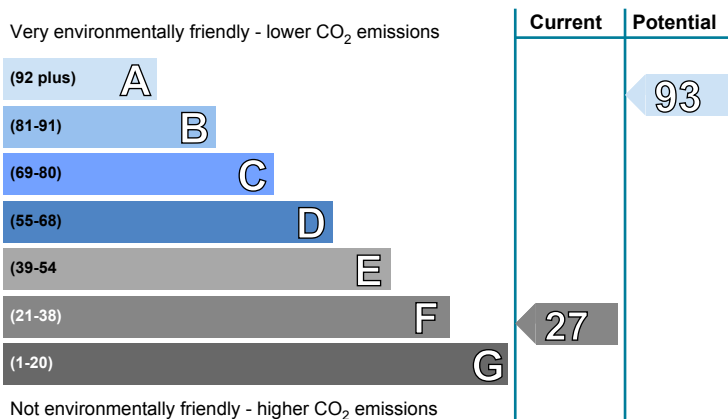 Current Potential
Very environmentally friendly - lower CO2 emissions
(92 plus) A 93
(81-91) B
(69-80) C
(55-68) D
(39-54 E
(21-38) F 27
(1-20) G
Not environmentally friendly - higher CO2 emissions